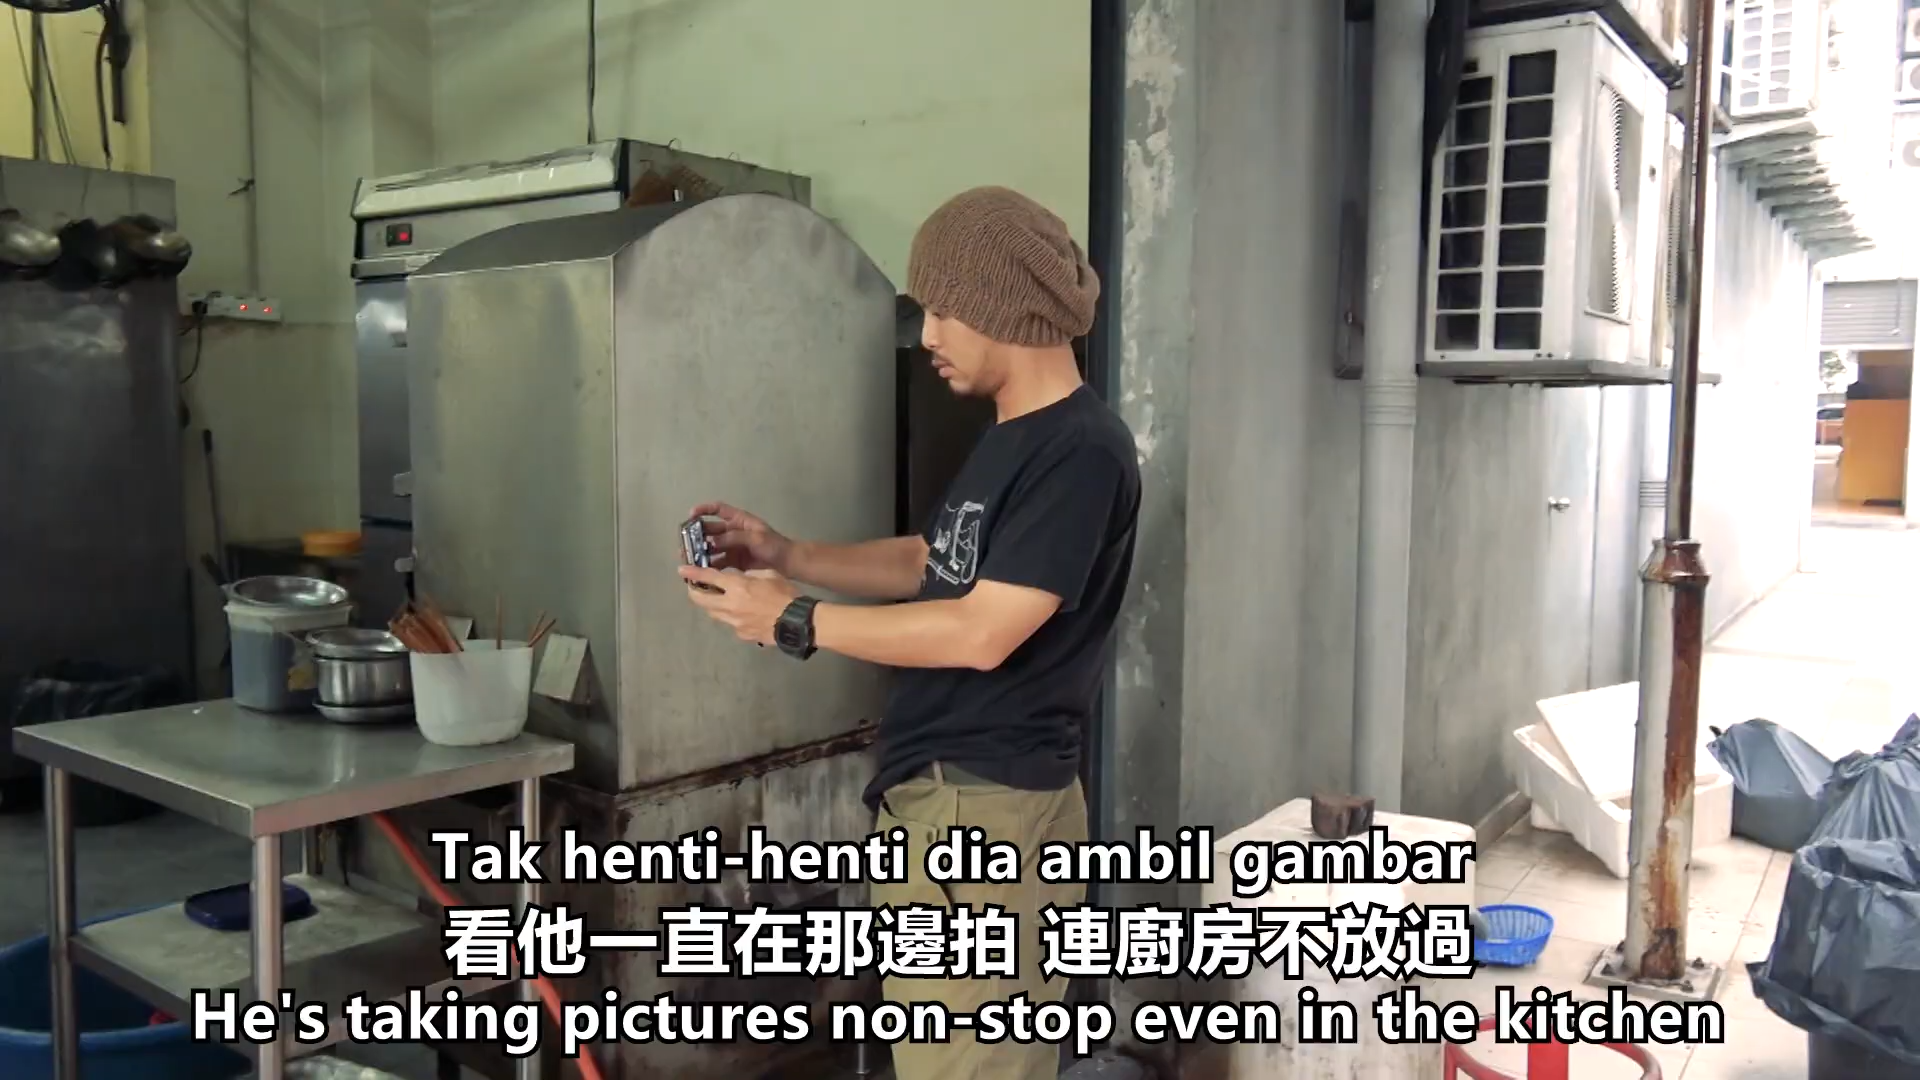 Tak henti-henti dia ambil gambar
看他一直在那邊拍 連廚房不放過
He's taking pictures non-stop even in the kitchen